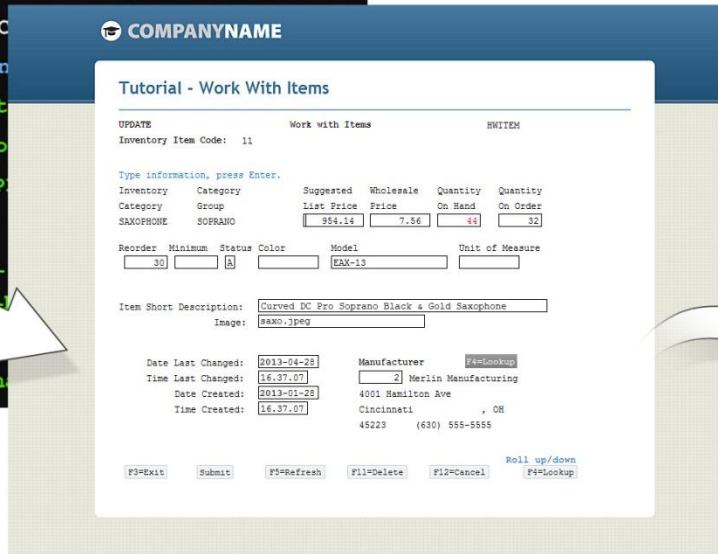 COMPANYNAME
Tutorial - Work With Items
UPDATE Work with Items HWITEM
Inventory Item Code: 11
Type information, press Enter.
Inventory Category Suggested Wholesale Quantity Quantity
Category Group List Price Price On Hand On Order
SAXOPHONE SOPRANO 954.14 7.56 44 32
Reorder Minimum Status Color Model Unit of Measure
30 A EAX-13
Item Short Description: Curved DC Pro Soprano Black & Gold Saxophone
Image: saxo.jpeg
Date Last Changed: 2013-04-28 Manufacturer F4=Lookup
Time Last Changed: 16.37.07 2 Merlin Manufacturing
Date Created: 2013-01-28 4001 Hamilton Ave
Time Created: 16.37.07 Cincinnati , OH
45223 (630) 555-5555
Roll up/down
F3=Exit Submit F5=Refresh F11=Delete F12=Cancel F4=Lookup